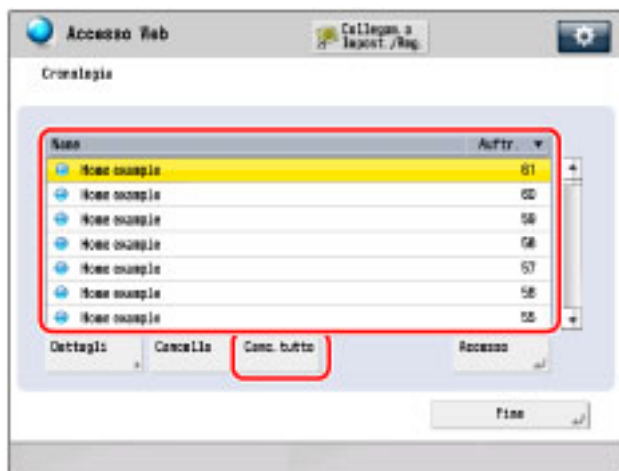 Accesso Web
Collegam.a
Impost./Reg.
Cronologia
Nome Auftr. ▼
Home example 61
Home example 60
Home example 59
Home example 58
Home example 57
Home example 56
Home example 55
Dettagli Cancella Canc.tutto Accesso
Fine